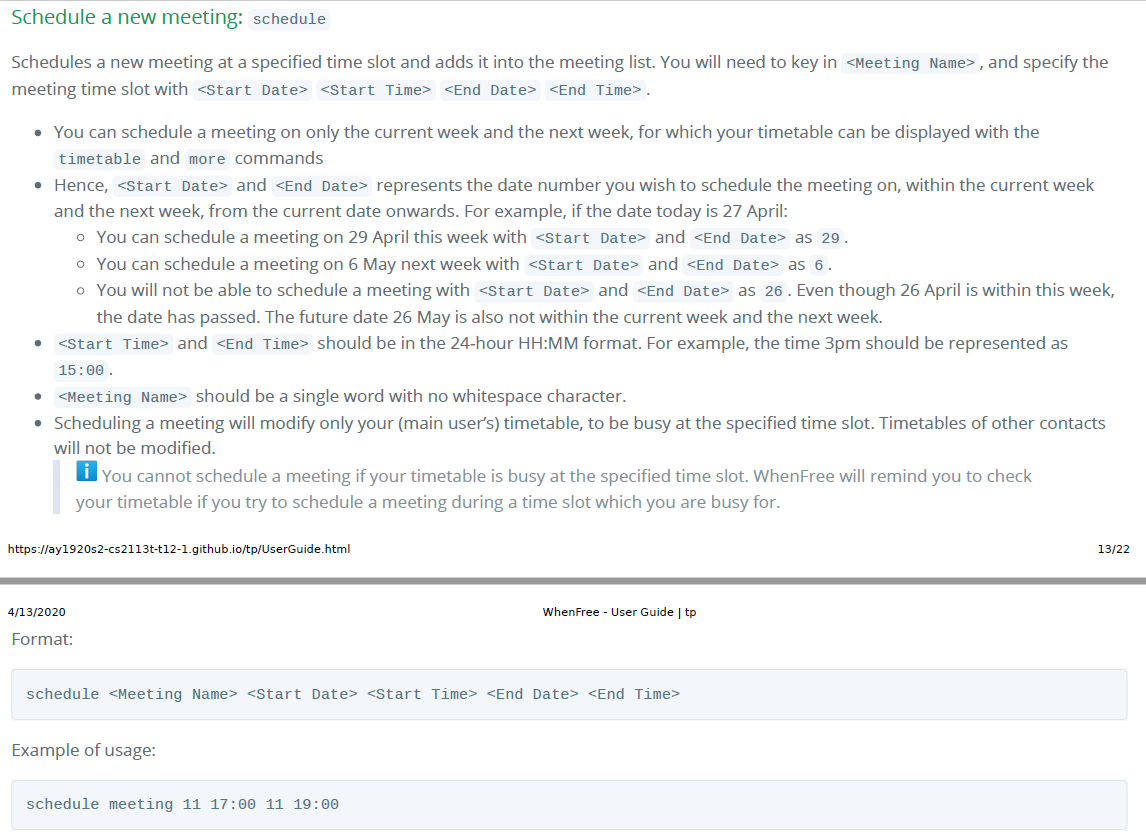 Schedule a new meeting: schedule
Schedules a new meeting at a specified time slot and adds it into the meeting list. You will need to key in <Meeting Name>, and specify the
meeting time slot with <Start Date> <Start Time> <End Date> <End Time>.
• You can schedule a meeting on only the current week and the next week, for which your timetable can be displayed with the
timetable and more commands
• Hence, <Start Date> and <End Date> represents the date number you wish to schedule the meeting on, within the current week
and the next week, from the current date onwards. For example, if the date today is 27 April:
○ You can schedule a meeting on 29 April this week with <Start Date> and <End Date> as 29.
○ You can schedule a meeting on 6 May next week with <Start Date> and <End Date> as 6.
○ You will not be able to schedule a meeting with <Start Date> and <End Date> as 26. Even though 26 April is within this week,
the date has passed. The future date 26 May is also not within the current week and the next week.
• <Start Time> and <End Time> should be in the 24-hour HH:MM format. For example, the time 3pm should be represented as
15:00.
• <Meeting Name> should be a single word with no whitespace character.
• Scheduling a meeting will modify only your (main user’s) timetable, to be busy at the specified time slot. Timetables of other contacts
will not be modified.
ℹ️ You cannot schedule a meeting if your timetable is busy at the specified time slot. WhenFree will remind you to check
your timetable if you try to schedule a meeting during a time slot which you are busy for.
https://ay1920s2-cs2113t-t12-1.github.io/tp/UserGuide.html 13/22
4/13/2020 WhenFree - User Guide | tp
Format:
schedule <Meeting Name> <Start Date> <Start Time> <End Date> <End Time>
Example of usage:
schedule meeting 11 17:00 11 19:00